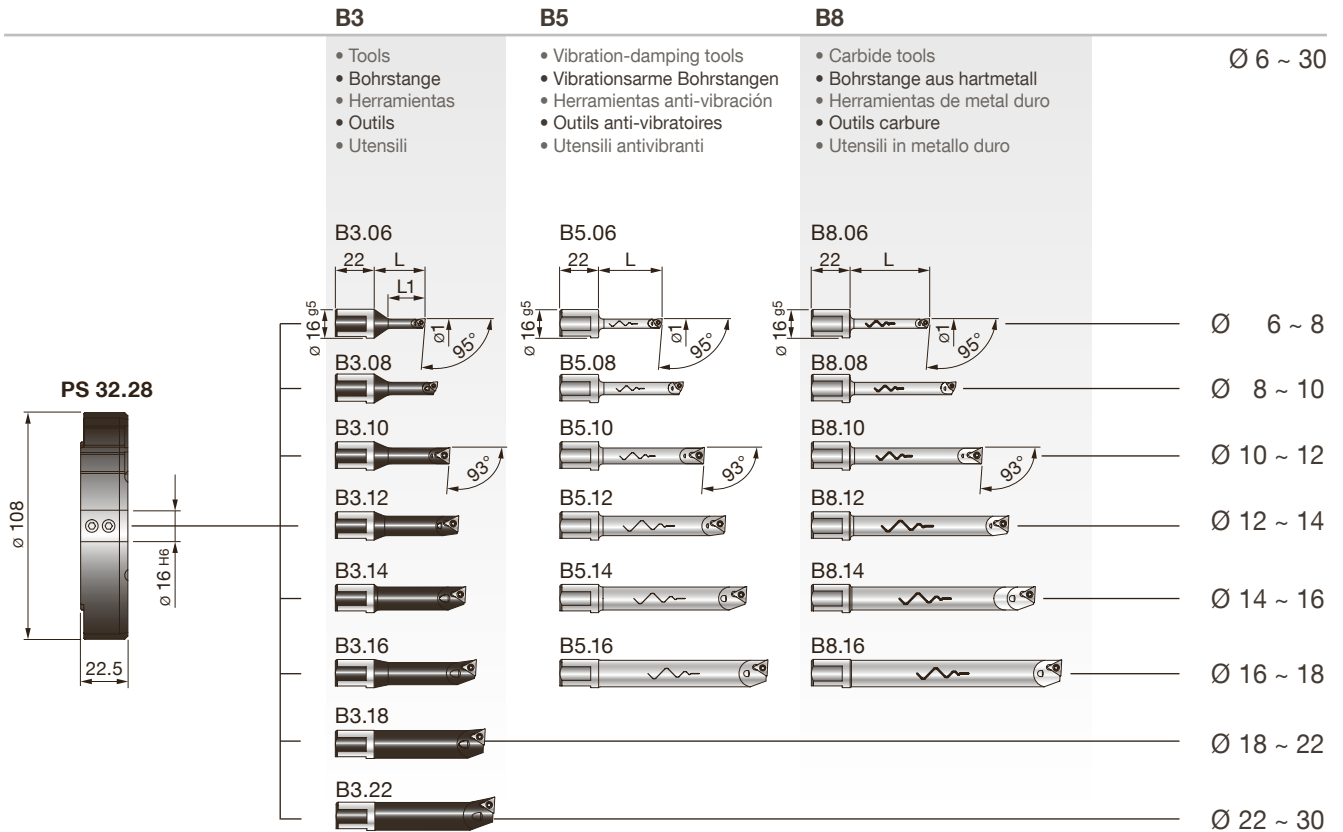 B3 B5 B8
• Tools
• Bohrstange
• Herramientas
• Outils
• Utensili
• Vibration-damping tools
• Vibrationsarme Bohrstangen
• Herramientas anti-vibración
• Outils anti-vibratoires
• Utensili antivibranti
• Carbide tools
• Bohrstange aus hartmetall
• Herramientas de metal duro
• Outils carbure
• Utensili in metallo duro
Ø 6 ~ 30
B3.06 B5.06 B8.06
22 L 22 L 22 L
L1
ø 16 g5 ø1 95° ø 16 g5 ø1 95° ø 16 g5 ø1 95° Ø 6 ~ 8
B3.08 B5.08 B8.08 Ø 8 ~ 10
PS 32.28
B3.10 B5.10 B8.10
93° 93° 93° Ø 10 ~ 12
B3.12 B5.12 B8.12
ø 108 ø 16 H6 Ø 12 ~ 14
B3.14 B5.14 B8.14 Ø 14 ~ 16
B3.16 B5.16 B8.16
22.5 Ø 16 ~ 18
B3.18
Ø 18 ~ 22
B3.22
Ø 22 ~ 30